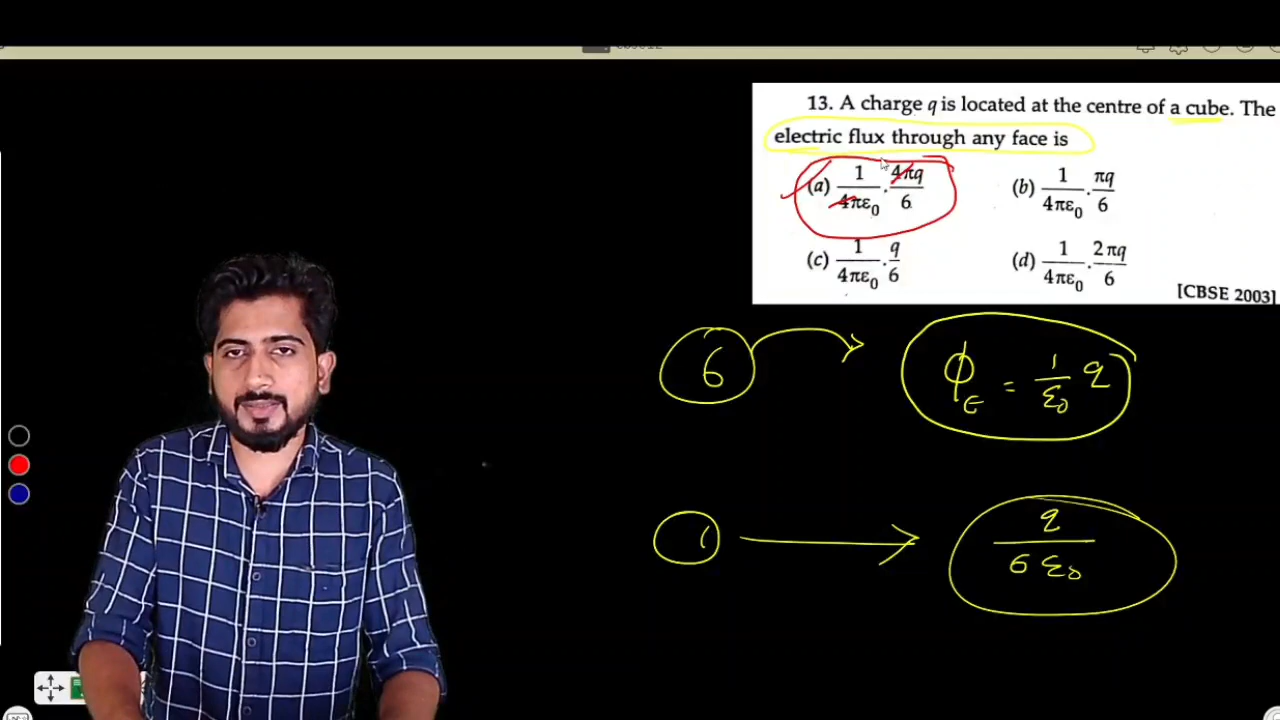 13. A charge q is located at the centre of a cube. The
electric flux through any face is
(a) 1/4πε₀ . 4πq/6 (b) 1/4πε₀ . πq/6
(c) 1/4πε₀ . q/6 (d) 1/4πε₀ . 2πq/6
[CBSE 2003]
6 → ϕ_E = 1/ε₀ q
1 → q/6ε₀